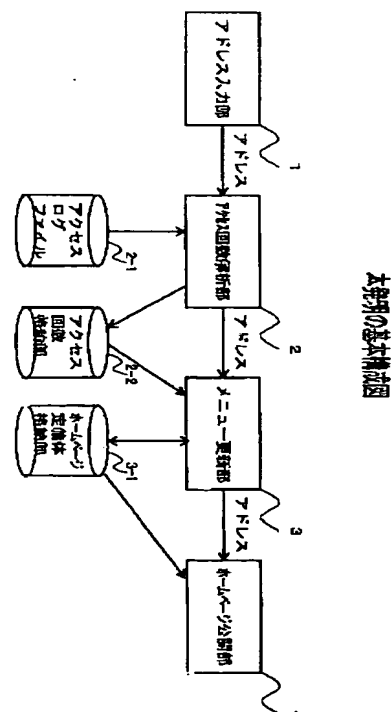 本発明の基本構成図
アドレス入力部
1
アドレス
アクセス回数解析部
2
アドレス
メニュー更新部
3
アドレス
ホームページ公開部
アクセス
ログ
ファイル
2-1
アクセス
回数
格納部
2-2
ホームページ
定義体
格納部
3-1